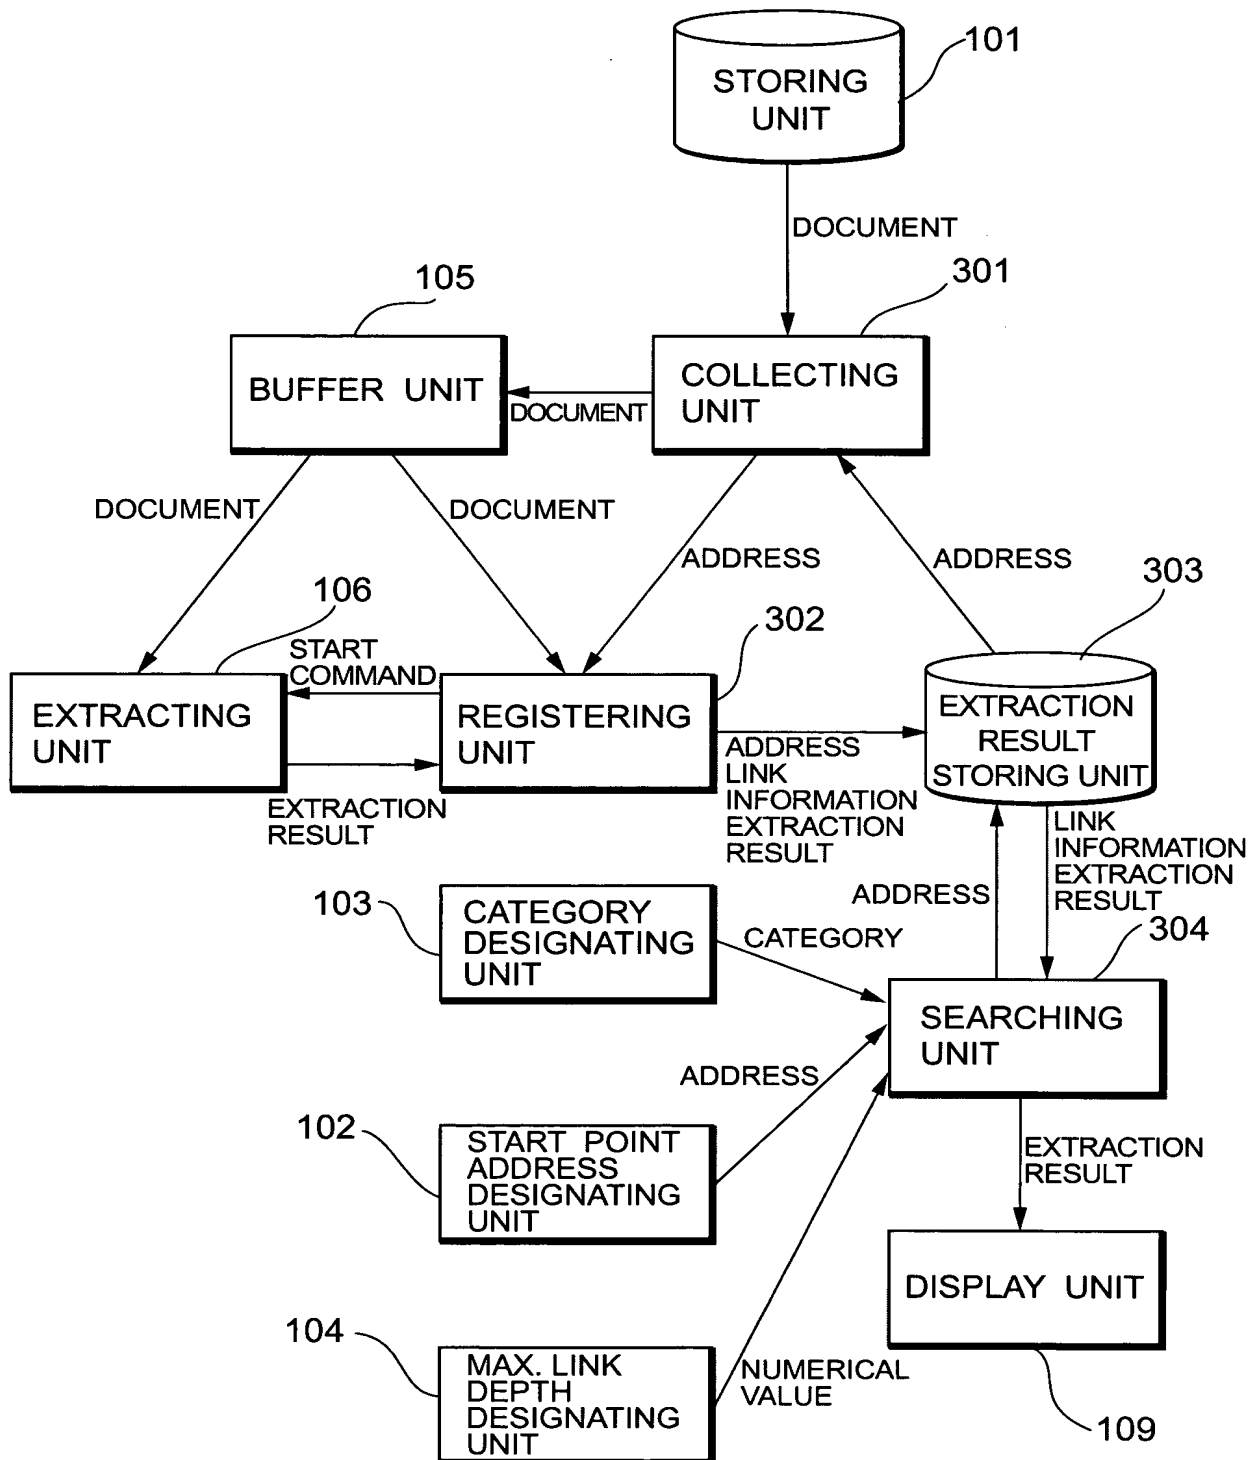 101
STORING
UNIT
DOCUMENT
105
301
BUFFER UNIT
COLLECTING
UNIT
DOCUMENT
DOCUMENT
DOCUMENT
ADDRESS
ADDRESS
303
106
302
START
COMMAND
EXTRACTING
UNIT
REGISTERING
UNIT
EXTRACTION
RESULT
STORING UNIT
ADDRESS
LINK
INFORMATION
EXTRACTION
RESULT
EXTRACTION
RESULT
LINK
INFORMATION
EXTRACTION
RESULT
ADDRESS
103
CATEGORY
DESIGNATING
UNIT
CATEGORY
304
SEARCHING
UNIT
ADDRESS
102
START POINT
ADDRESS
DESIGNATING
UNIT
EXTRACTION
RESULT
DISPLAY UNIT
104
MAX. LINK
DEPTH
DESIGNATING
UNIT
NUMERICAL
VALUE
109